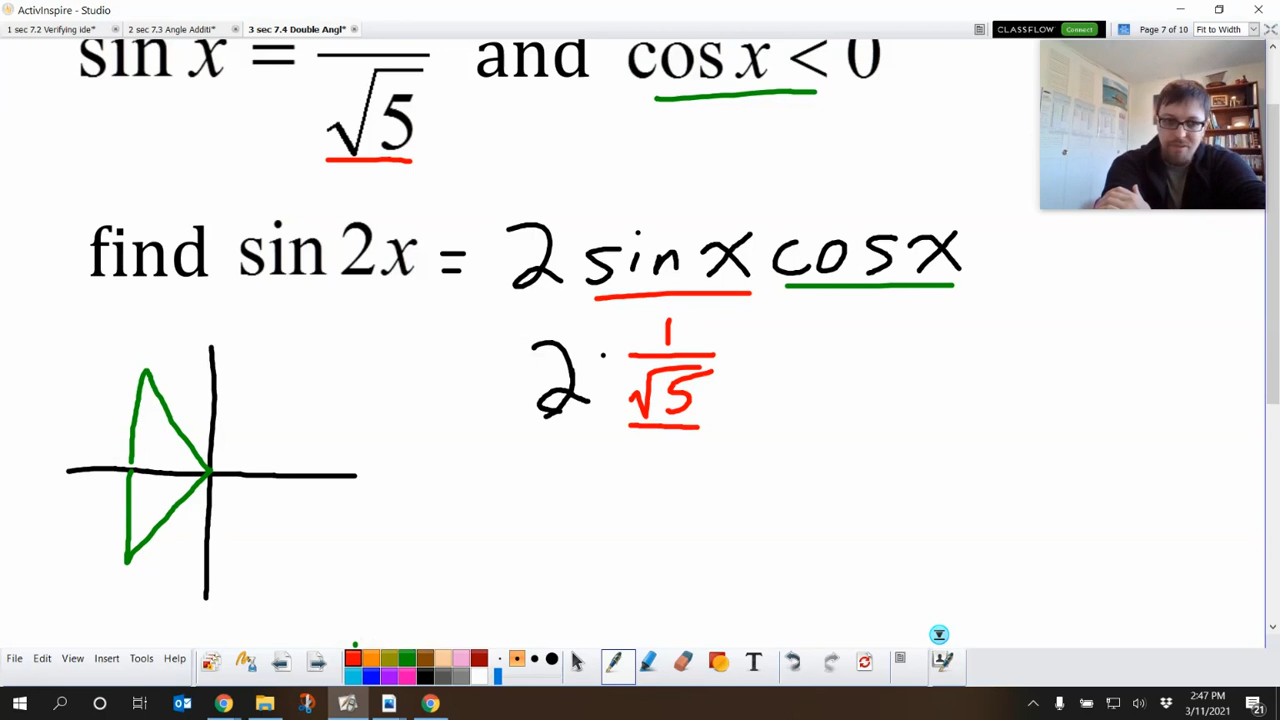 ActivInspire - Studio
1 sec 7.2 Verifying ide* 2 sec 7.3 Angle Additi* 3 sec 7.4 Double Angl* CLASSFLOW Connect Page 7 of 10 Fit to Width
sin x = — / √5 and cos x < 0
find sin 2x = 2 sin x cos x
2 · 1/√5
File Edit View Insert Tools Help
2:47 PM
3/11/2021
21